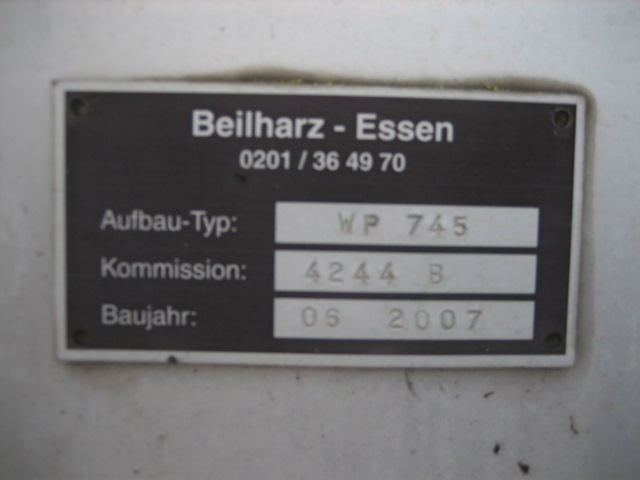 Beilharz - Essen
0201 / 36 49 70
Aufbau-Typ: WP 745
Kommission: 4244 B
Baujahr: 06 2007